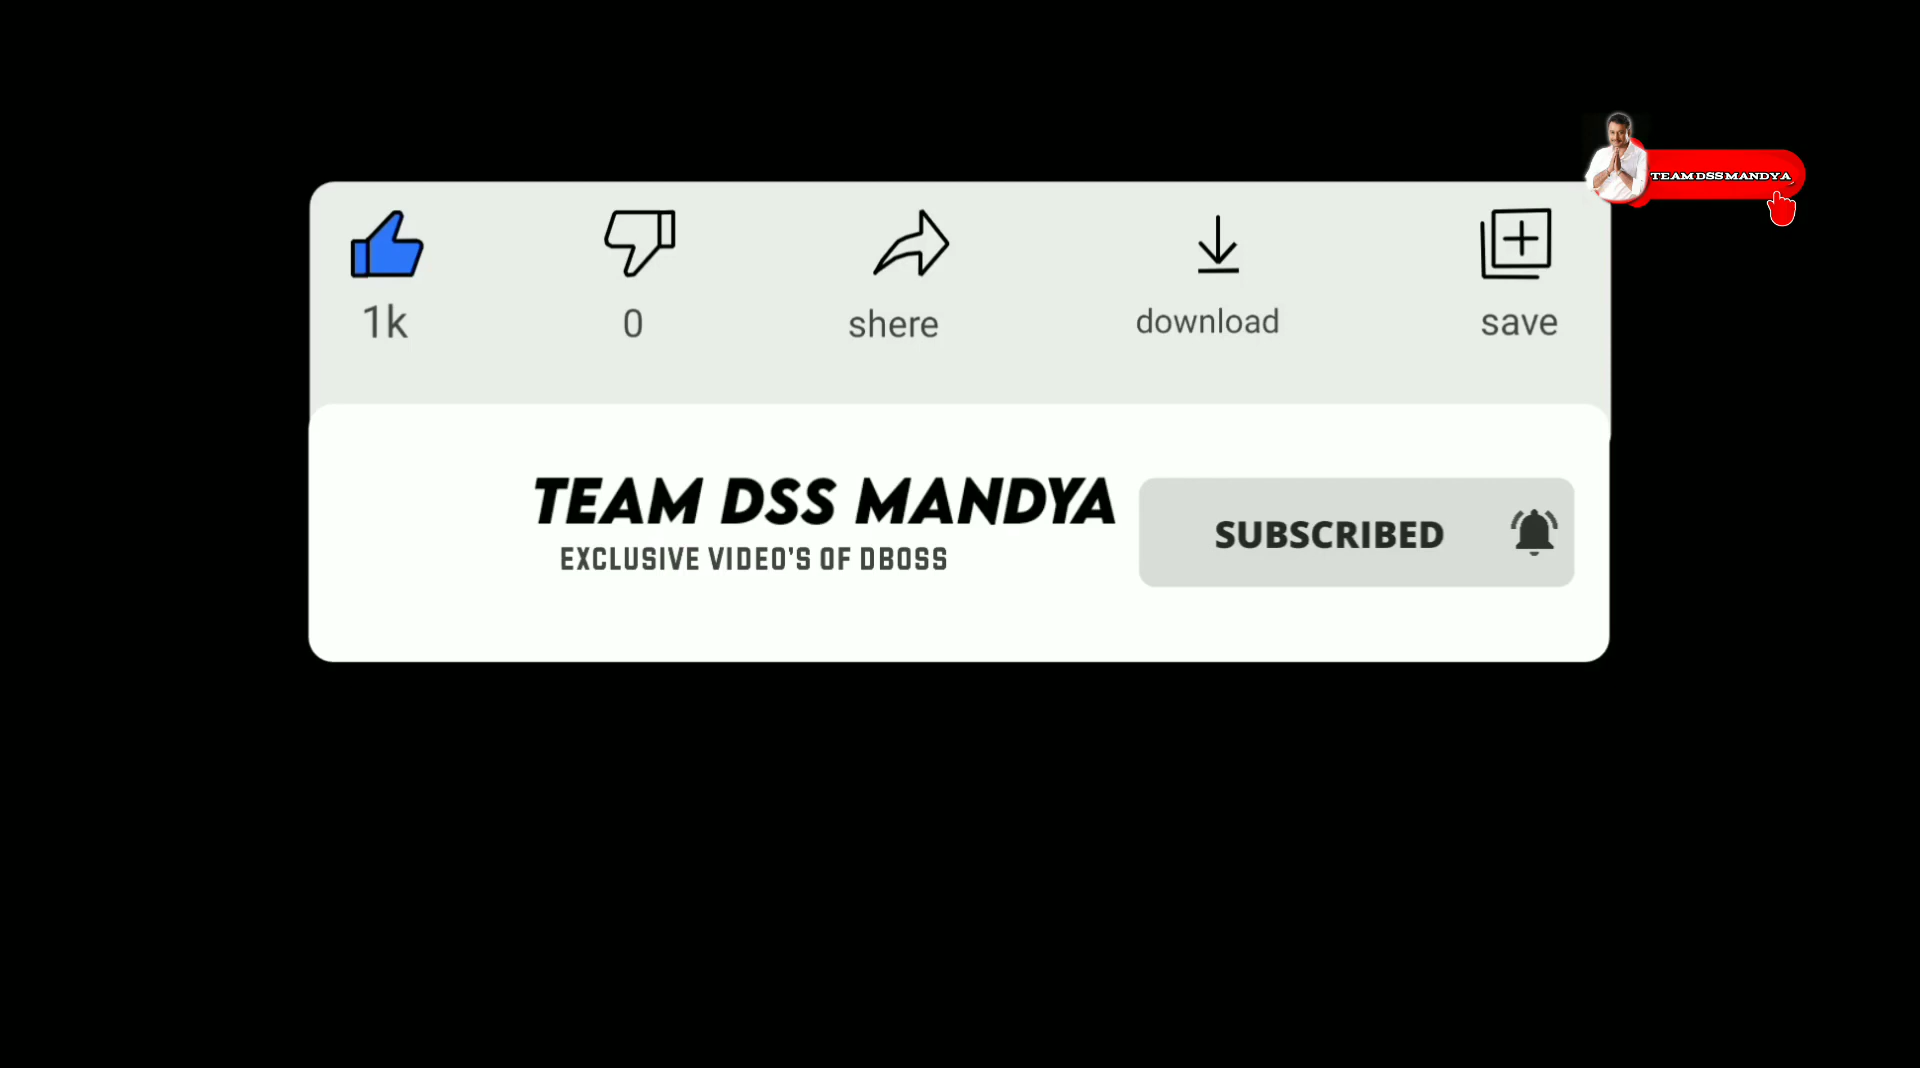 TEAM DSS MANDYA
1k
0
shere
download
save
TEAM DSS MANDYA
EXCLUSIVE VIDEO'S OF DBOSS
SUBSCRIBED